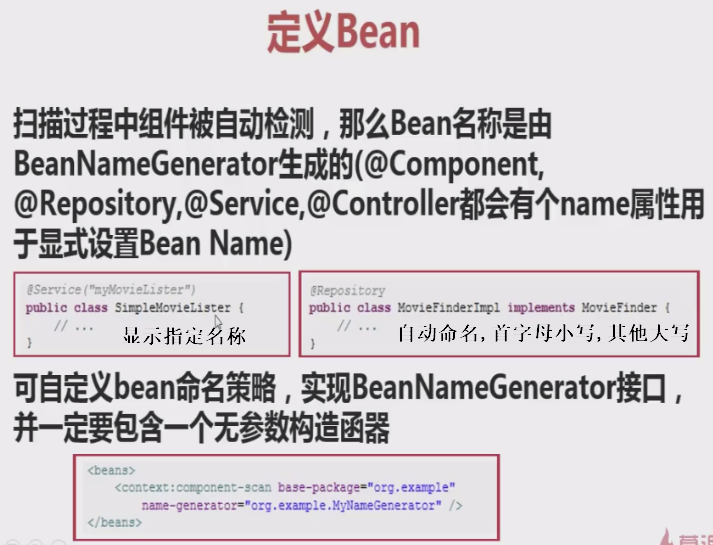 定义Bean
扫描过程中组件被自动检测，那么Bean名称是由
BeanNameGenerator生成的(@Component,
@Repository,@Service,@Controller都会有个name属性用
于显式设置Bean Name)
@Service("myMovieLister")
public class SimpleMovieLister {
// ...
显示指定名称
}
@Repository
public class MovieFinderImpl implements MovieFinder {
// ...
自动命名, 首字母小写, 其他大写
}
可自定义bean命名策略，实现BeanNameGenerator接口，
并一定要包含一个无参数构造函器
<beans>
<context:component-scan base-package="org.example"
name-generator="org.example.MyNameGenerator" />
</beans>